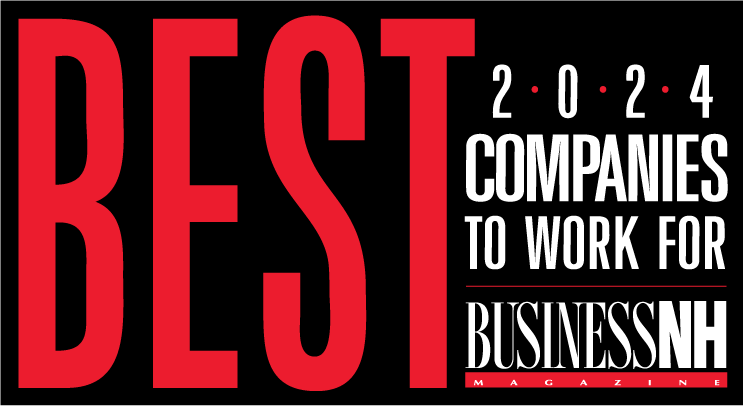 BEST
2·0·2·4
COMPANIES
TO WORK FOR
BUSINESSNH
MAGAZINE